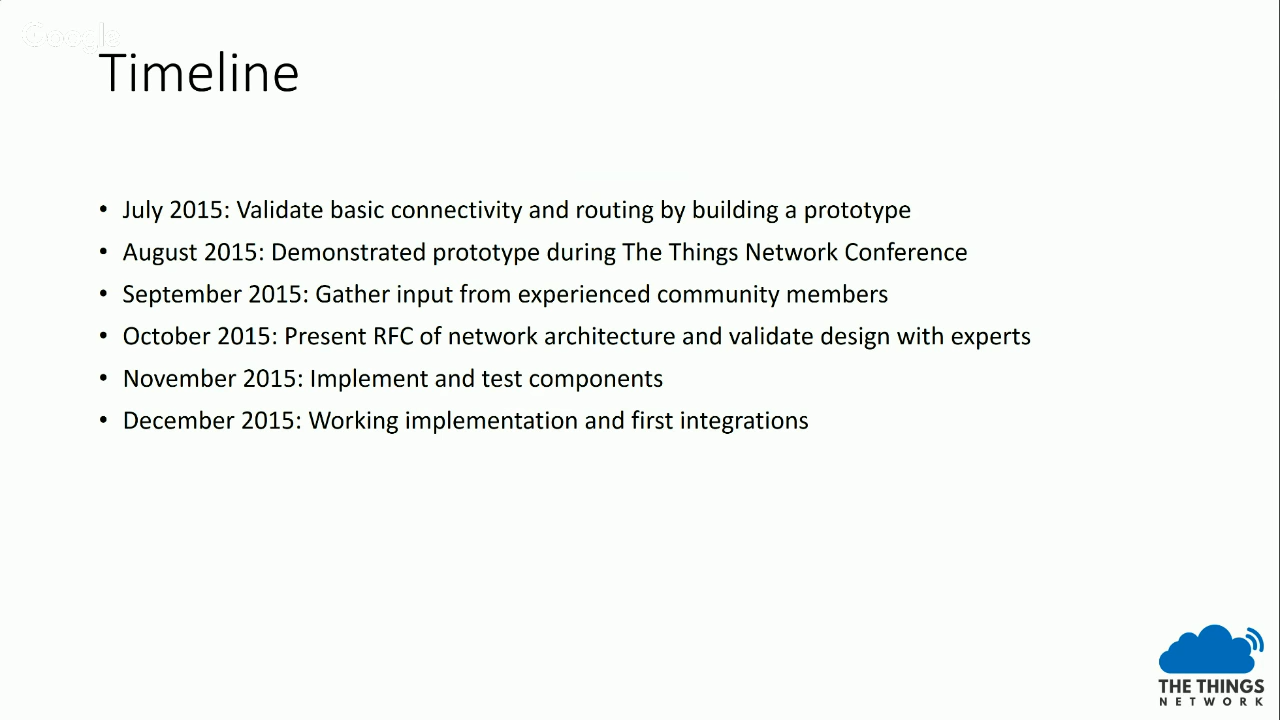 Google
Timeline
• July 2015: Validate basic connectivity and routing by building a prototype
• August 2015: Demonstrated prototype during The Things Network Conference
• September 2015: Gather input from experienced community members
• October 2015: Present RFC of network architecture and validate design with experts
• November 2015: Implement and test components
• December 2015: Working implementation and first integrations
THE THINGS
NETWORK